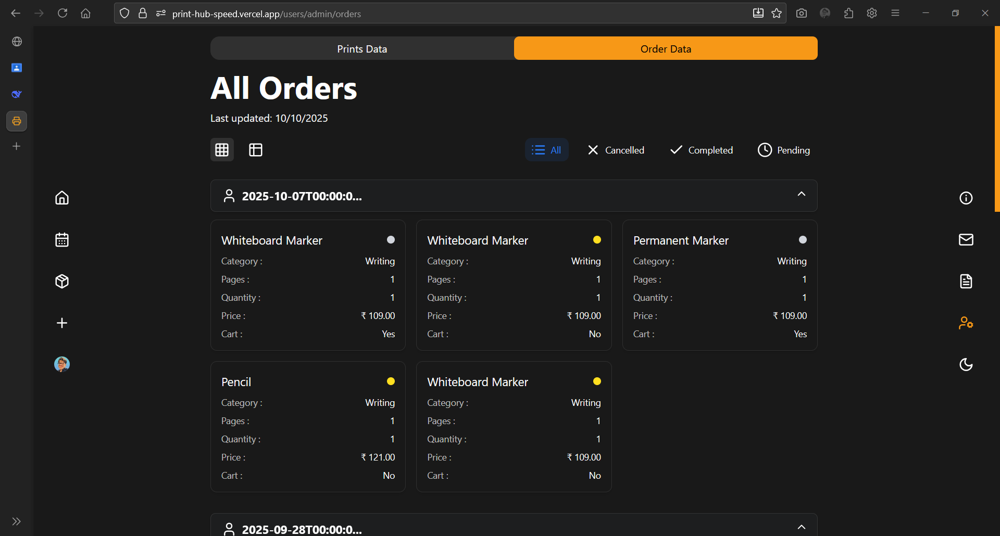 print-hub-speed.vercel.app/users/admin/orders
Prints Data
Order Data
All Orders
Last updated: 10/10/2025
All
Cancelled
Completed
Pending
2025-10-07T00:00:0...
Whiteboard Marker
Category : Writing
Pages : 1
Quantity : 1
Price : ₹ 109.00
Cart : Yes
Whiteboard Marker
Category : Writing
Pages : 1
Quantity : 1
Price : ₹ 109.00
Cart : No
Permanent Marker
Category : Writing
Pages : 1
Quantity : 1
Price : ₹ 109.00
Cart : Yes
Pencil
Category : Writing
Pages : 1
Quantity : 1
Price : ₹ 121.00
Cart : No
Whiteboard Marker
Category : Writing
Pages : 1
Quantity : 1
Price : ₹ 109.00
Cart : No
2025-09-28T00:00:0...